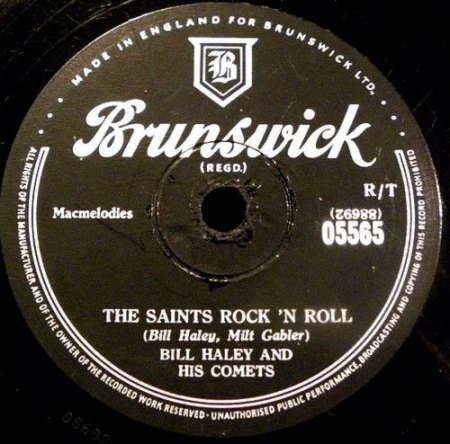 MADE IN ENGLAND FOR BRUNSWICK LTD.
B
Brunswick
(REGD.)
R/T
Macmelodies
(88692)
05565
THE SAINTS ROCK 'N ROLL
(Bill Haley, Milt Gabler)
BILL HALEY AND
HIS COMETS
ALL RIGHTS OF THE MANUFACTURER AND OF THE OWNER OF THE RECORDED WORK RESERVED · UNAUTHORISED PUBLIC PERFORMANCE, BROADCASTING AND COPYING OF THIS RECORD PROHIBITED